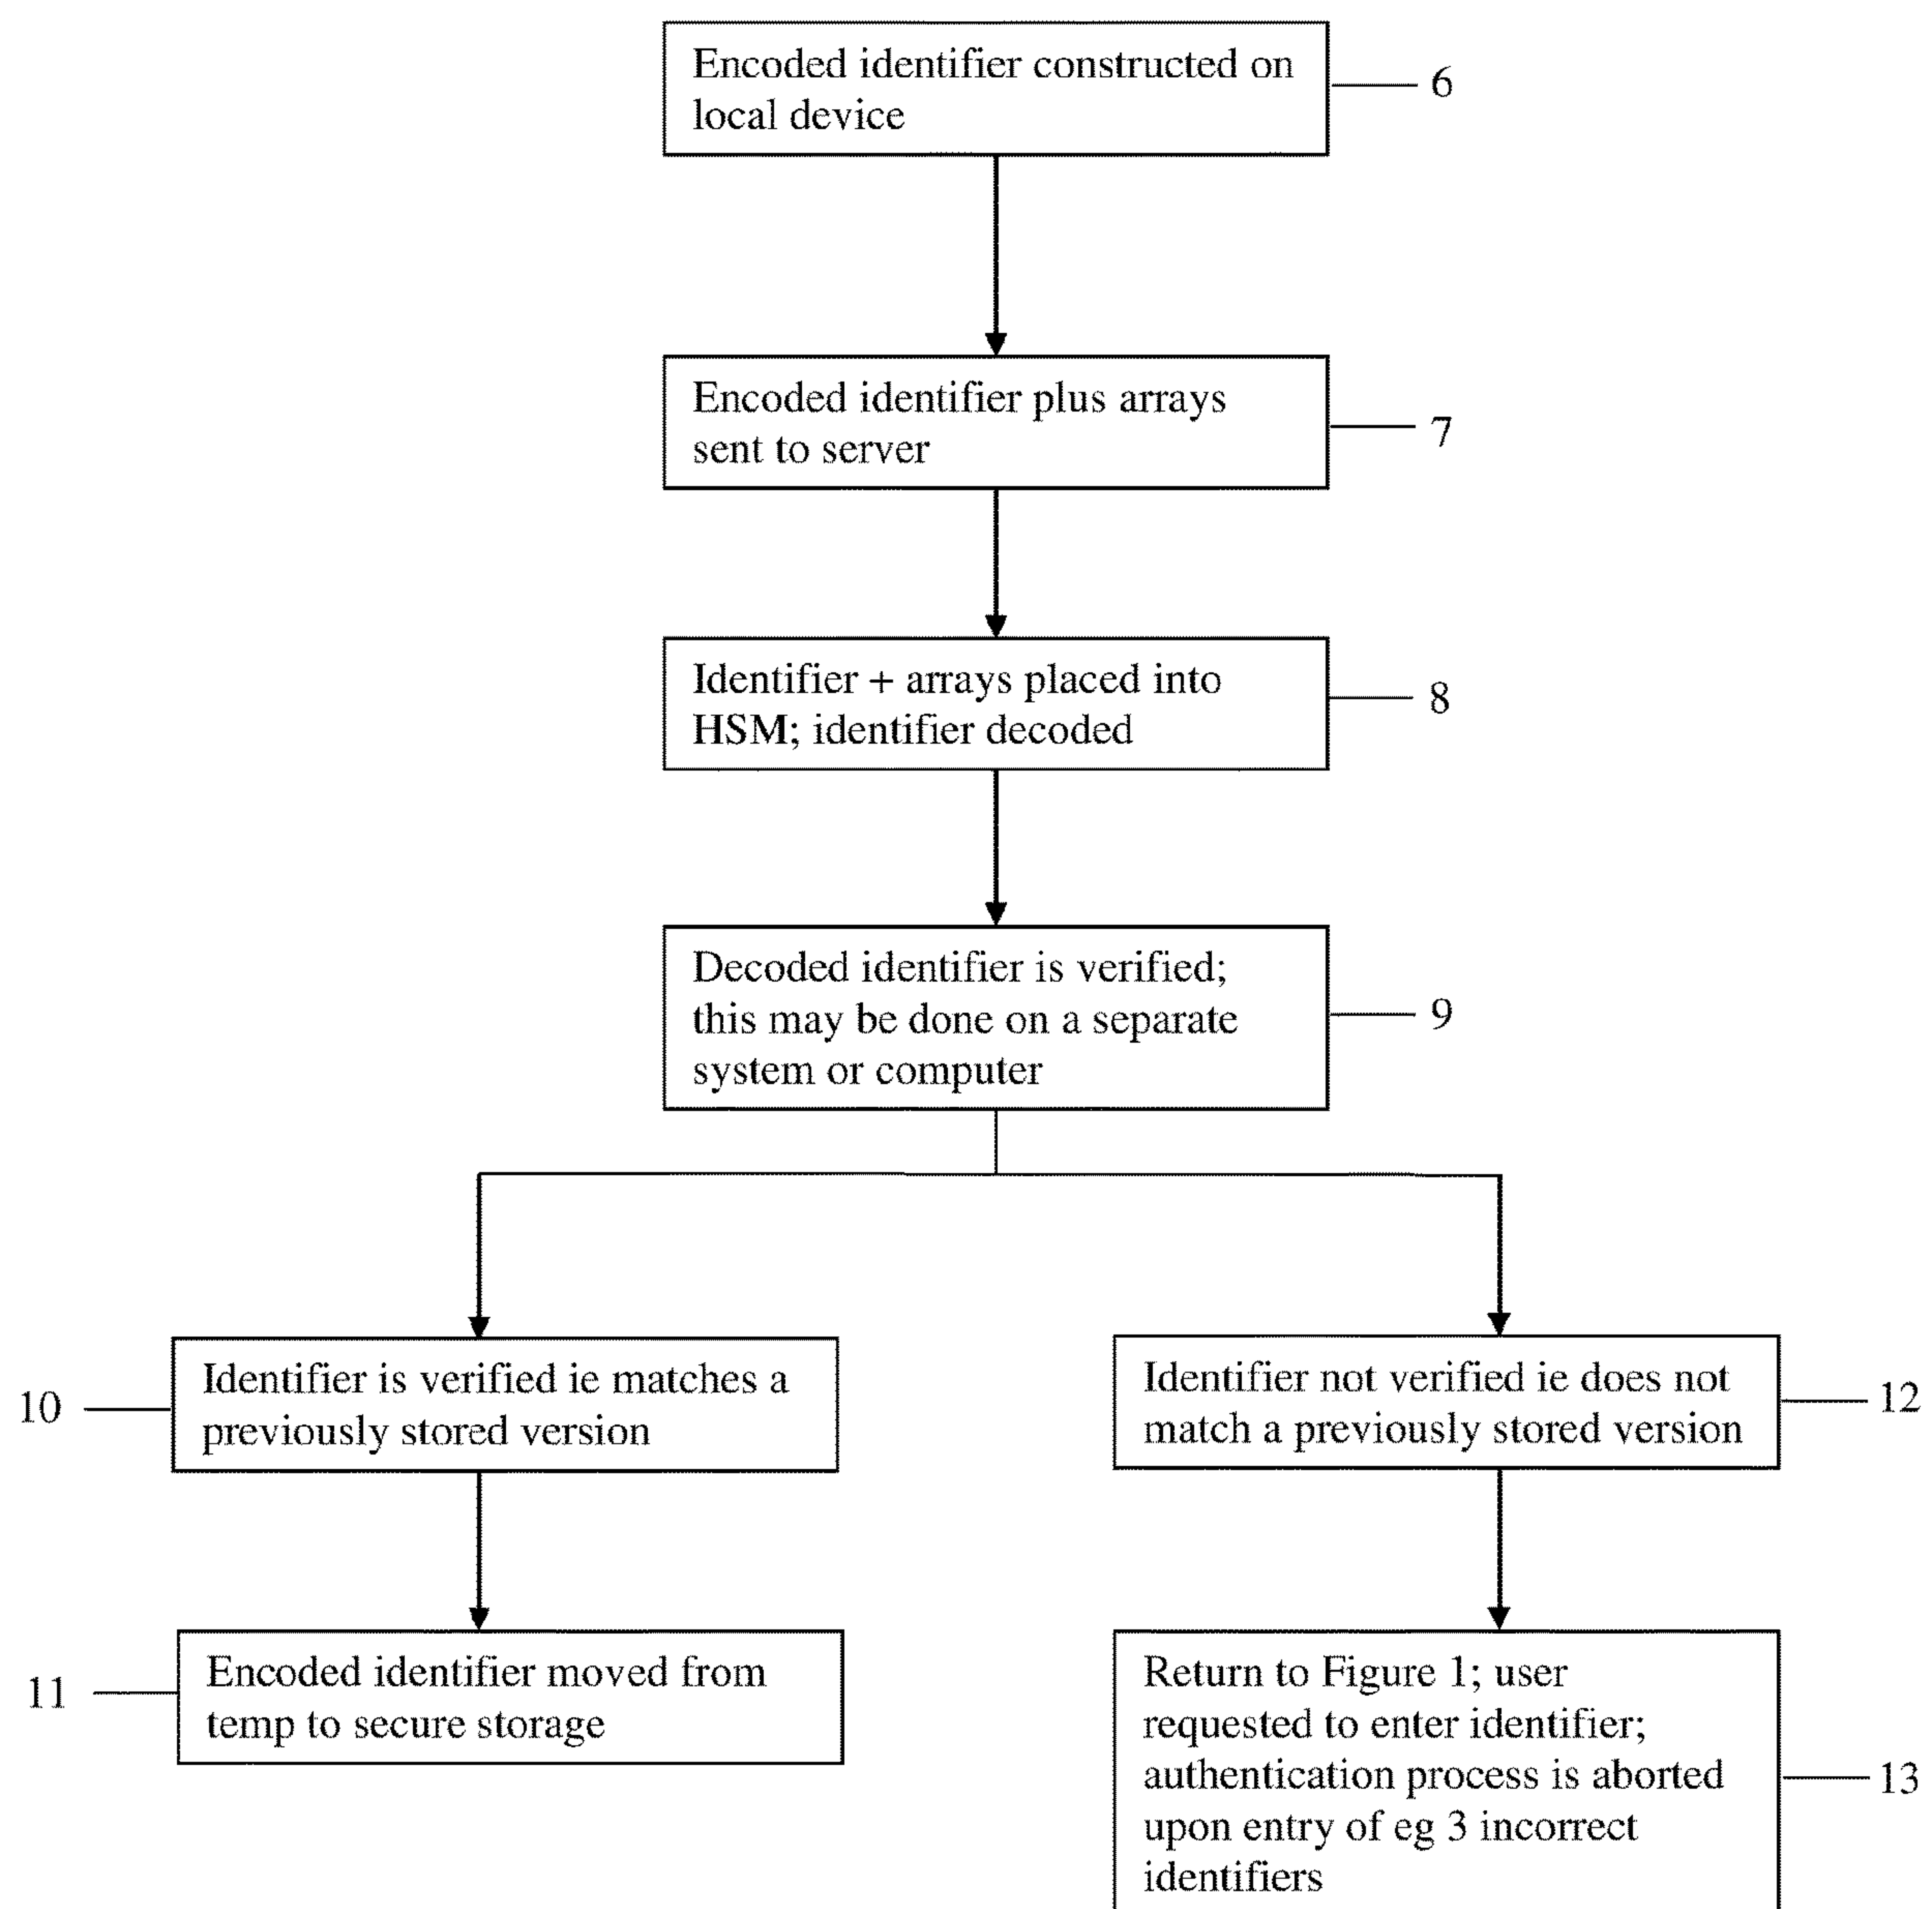 Encoded identifier constructed on
local device
6
Encoded identifier plus arrays
sent to server
7
Identifier + arrays placed into
HSM; identifier decoded
8
Decoded identifier is verified;
this may be done on a separate
system or computer
9
10
Identifier is verified ie matches a
previously stored version
Identifier not verified ie does not
match a previously stored version
12
11
Encoded identifier moved from
temp to secure storage
Return to Figure 1; user
requested to enter identifier;
authentication process is aborted
upon entry of eg 3 incorrect
identifiers
13